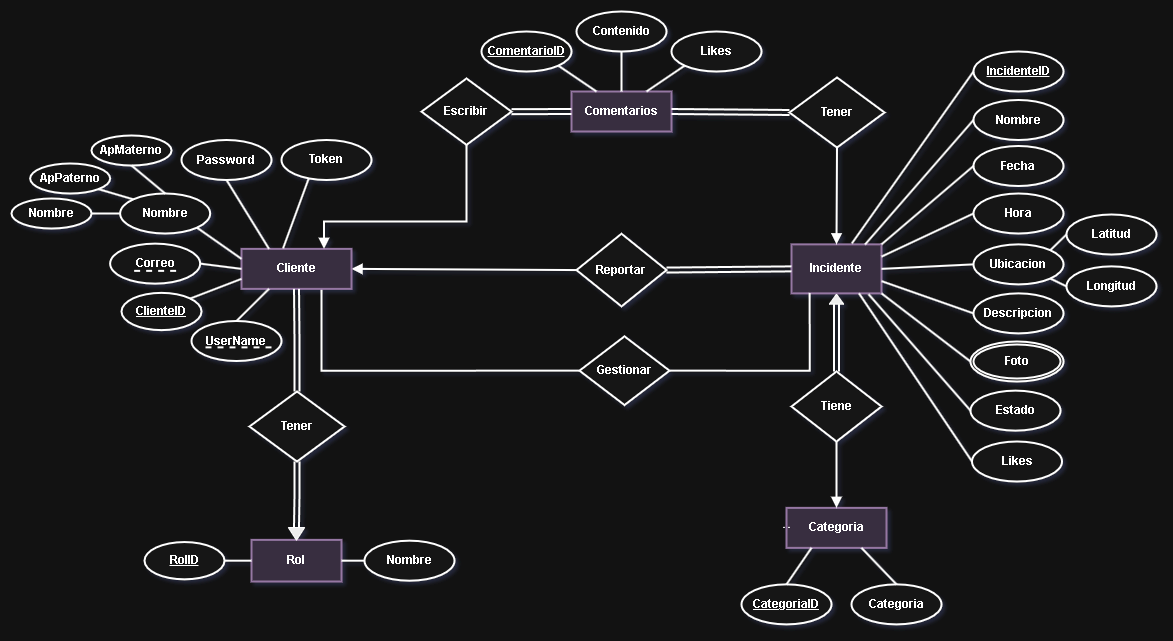 Contenido
ComentarioID
Likes
Comentarios
Escribir
Tener
IncidenteID
Nombre
Fecha
Hora
Ubicacion
Latitud
Longitud
Descripcion
Foto
Estado
Likes
ApMaterno
ApPaterno
Nombre
Nombre
Password
Token
Correo
ClienteID
UserName
Cliente
Reportar
Incidente
Gestionar
Tener
Tiene
RolID
Rol
Nombre
Categoria
CategoriaID
Categoria